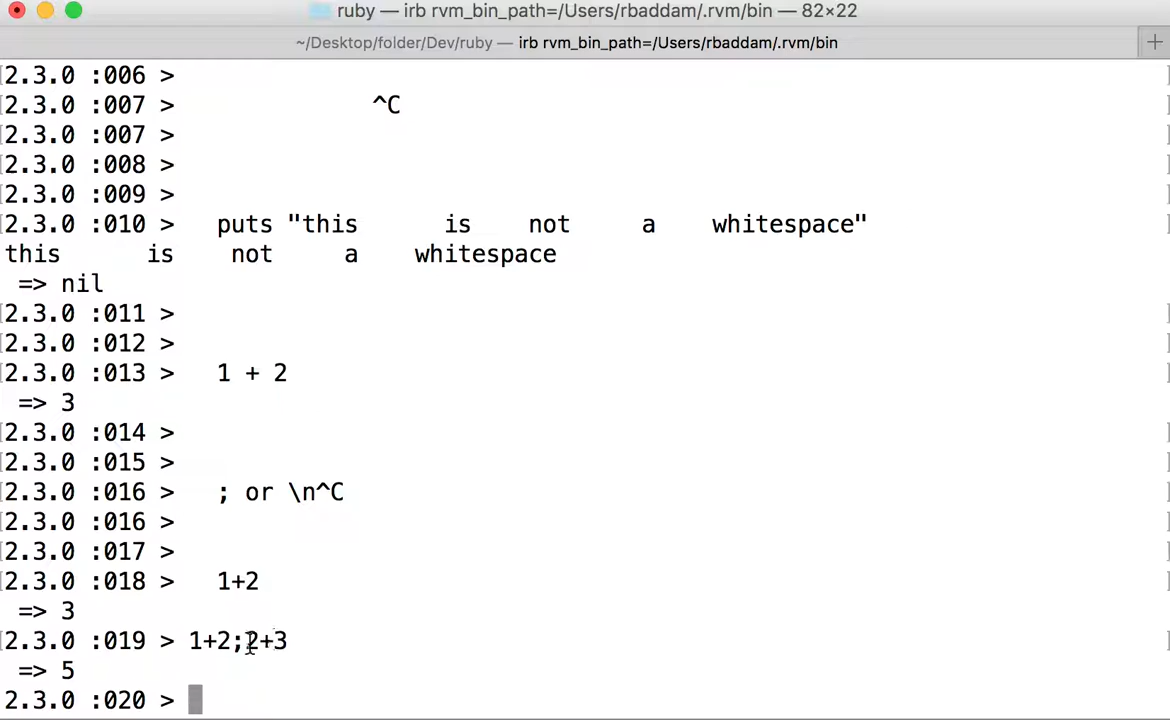 ruby — irb rvm_bin_path=/Users/rbaddam/.rvm/bin — 82×22
~/Desktop/folder/Dev/ruby — irb rvm_bin_path=/Users/rbaddam/.rvm/bin
[2.3.0 :006 > ]
[2.3.0 :007 > ^C ]
[2.3.0 :007 > ]
[2.3.0 :008 > ]
[2.3.0 :009 > ]
[2.3.0 :010 >   puts "this      is    not     a    whitespace" ]
this      is    not     a    whitespace
 => nil
[2.3.0 :011 > ]
[2.3.0 :012 > ]
[2.3.0 :013 >   1 + 2 ]
 => 3
[2.3.0 :014 > ]
[2.3.0 :015 > ]
[2.3.0 :016 >   ; or \n^C ]
[2.3.0 :016 > ]
[2.3.0 :017 > ]
[2.3.0 :018 >   1+2 ]
 => 3
[2.3.0 :019 > 1+2;2+3 ]
 => 5
2.3.0 :020 >